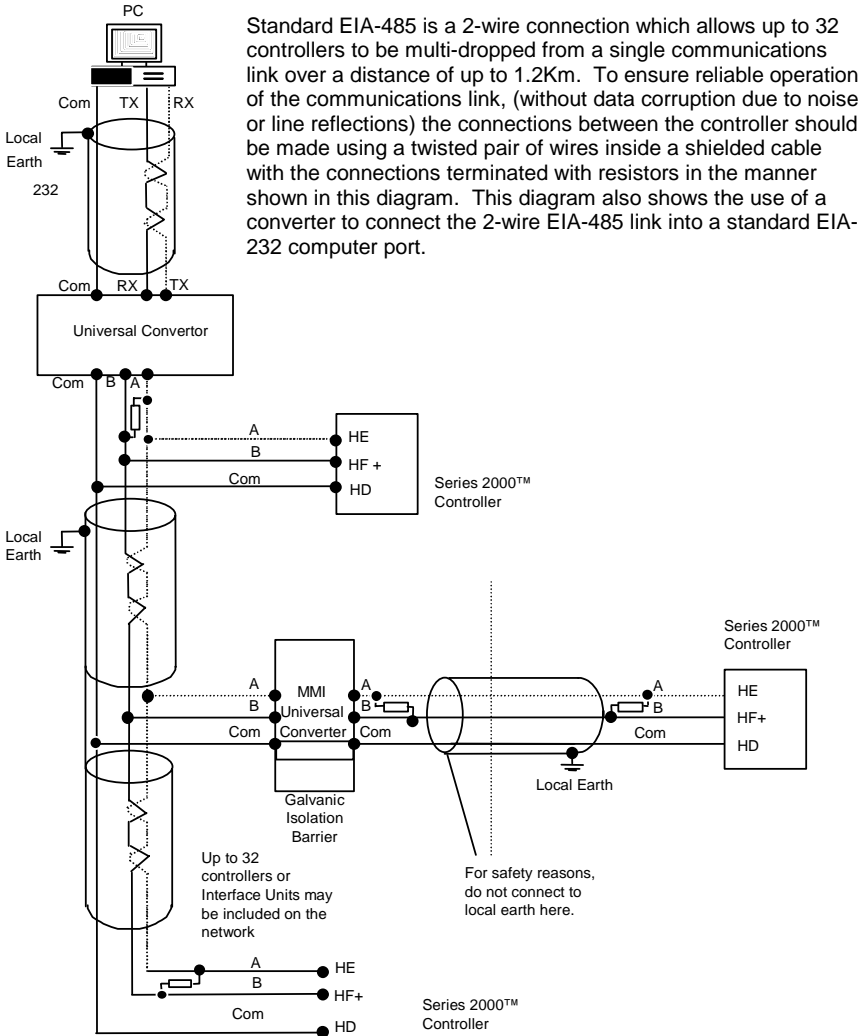 PC
Standard EIA-485 is a 2-wire connection which allows up to 32
controllers to be multi-dropped from a single communications
link over a distance of up to 1.2Km. To ensure reliable operation
of the communications link, (without data corruption due to noise
or line reflections) the connections between the controller should
be made using a twisted pair of wires inside a shielded cable
with the connections terminated with resistors in the manner
shown in this diagram. This diagram also shows the use of a
converter to connect the 2-wire EIA-485 link into a standard EIA-
232 computer port.
Com TX RX
Local
Earth
232
Com RX TX
Universal Convertor
Com B A
A HE
B HF +
Com HD
Series 2000™
Controller
Local
Earth
Series 2000™
Controller
A MMI A A HE
B Universal B B HF+
Com Converter Com Com HD
Local Earth
Galvanic
Isolation
Barrier
Up to 32
controllers or
Interface Units may
be included on the
network
For safety reasons,
do not connect to
local earth here.
A HE
B HF+
Com HD
Series 2000™
Controller